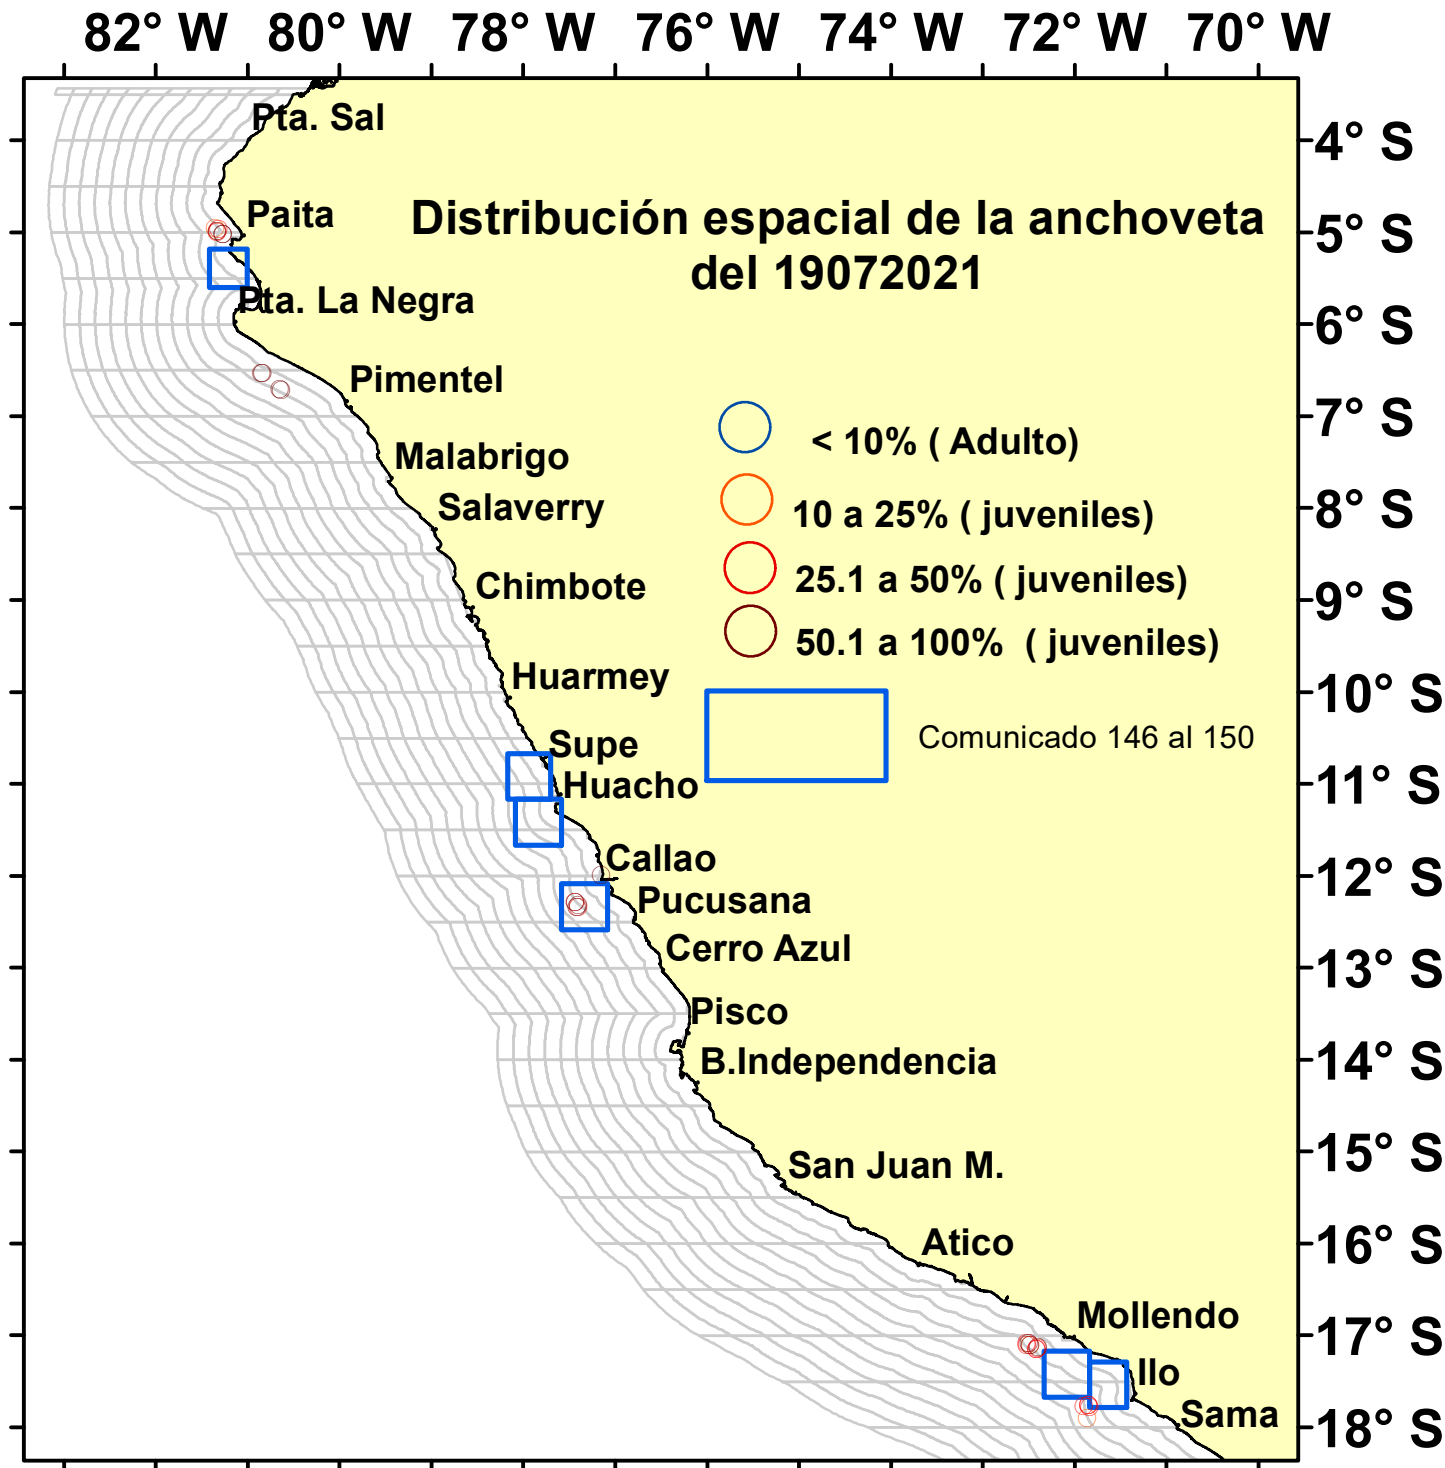 82° W 80° W 78° W 76° W 74° W 72° W 70° W
Pta. Sal
4° S
Paita
Distribución espacial de la anchoveta
del 19072021
5° S
Pta. La Negra
6° S
Pimentel
7° S
< 10% ( Adulto)
Malabrigo
Salaverry
8° S
10 a 25% ( juveniles)
Chimbote
25.1 a 50% ( juveniles)
9° S
50.1 a 100% ( juveniles)
Huarmey
10° S
Supe
Comunicado 146 al 150
Huacho
11° S
Callao
12° S
Pucusana
Cerro Azul
13° S
Pisco
B.Independencia
14° S
San Juan M.
15° S
Atico
16° S
Mollendo
17° S
Ilo
Sama
18° S